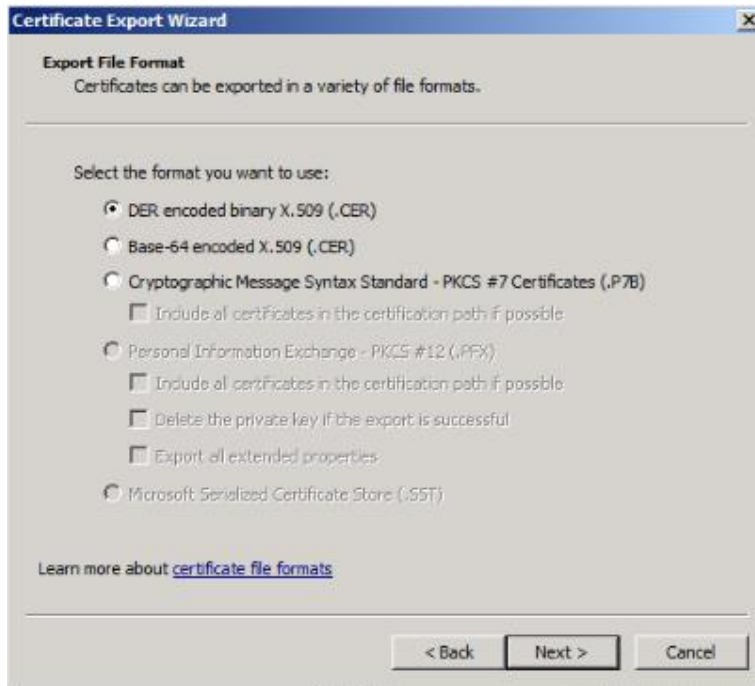 Certificate Export Wizard
Export File Format
Certificates can be exported in a variety of file formats.
Select the format you want to use:
DER encoded binary X.509 (.CER)
Base-64 encoded X.509 (.CER)
Cryptographic Message Syntax Standard - PKCS #7 Certificates (.P7B)
Include all certificates in the certification path if possible
Personal Information Exchange - PKCS #12 (.PFX)
Include all certificates in the certification path if possible
Delete the private key if the export is successful
Export all extended properties
Microsoft Serialized Certificate Store (.SST)
Learn more about certificate file formats
< Back Next > Cancel